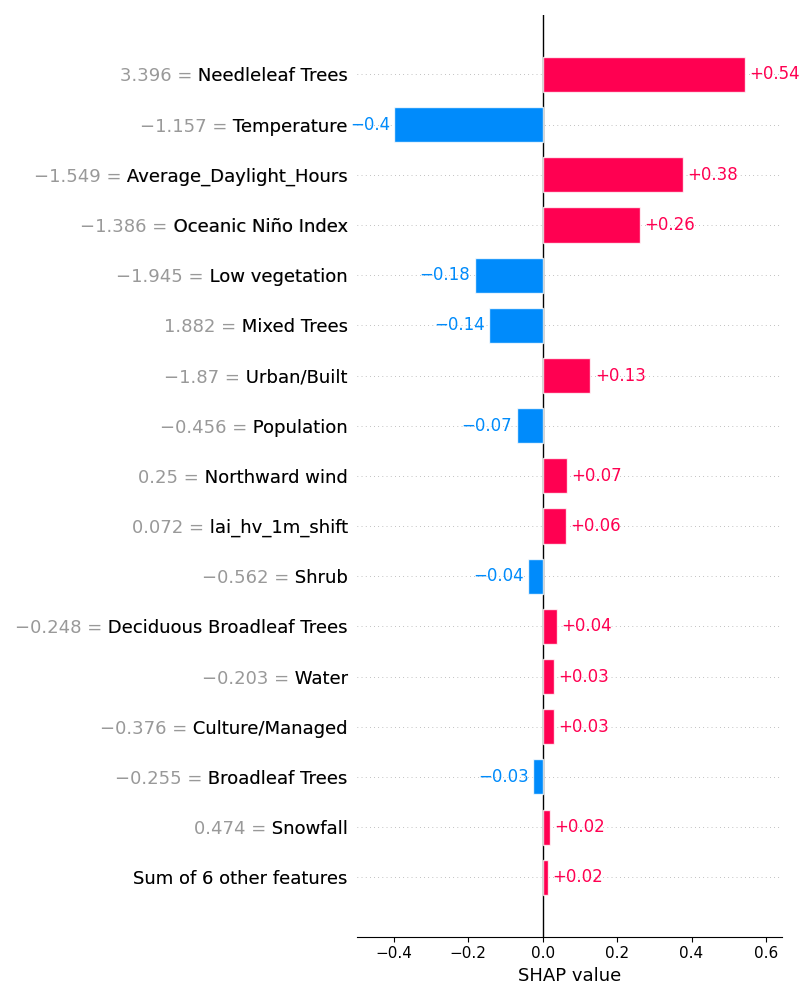 3.396 = Needleleaf Trees +0.54
−1.157 = Temperature −0.4
−1.549 = Average_Daylight_Hours +0.38
−1.386 = Oceanic Niño Index +0.26
−1.945 = Low vegetation −0.18
1.882 = Mixed Trees −0.14
−1.87 = Urban/Built +0.13
−0.456 = Population −0.07
0.25 = Northward wind +0.07
0.072 = lai_hv_1m_shift +0.06
−0.562 = Shrub −0.04
−0.248 = Deciduous Broadleaf Trees +0.04
−0.203 = Water +0.03
−0.376 = Culture/Managed +0.03
−0.255 = Broadleaf Trees −0.03
0.474 = Snowfall +0.02
Sum of 6 other features +0.02
−0.4 −0.2 0.0 0.2 0.4 0.6
SHAP value